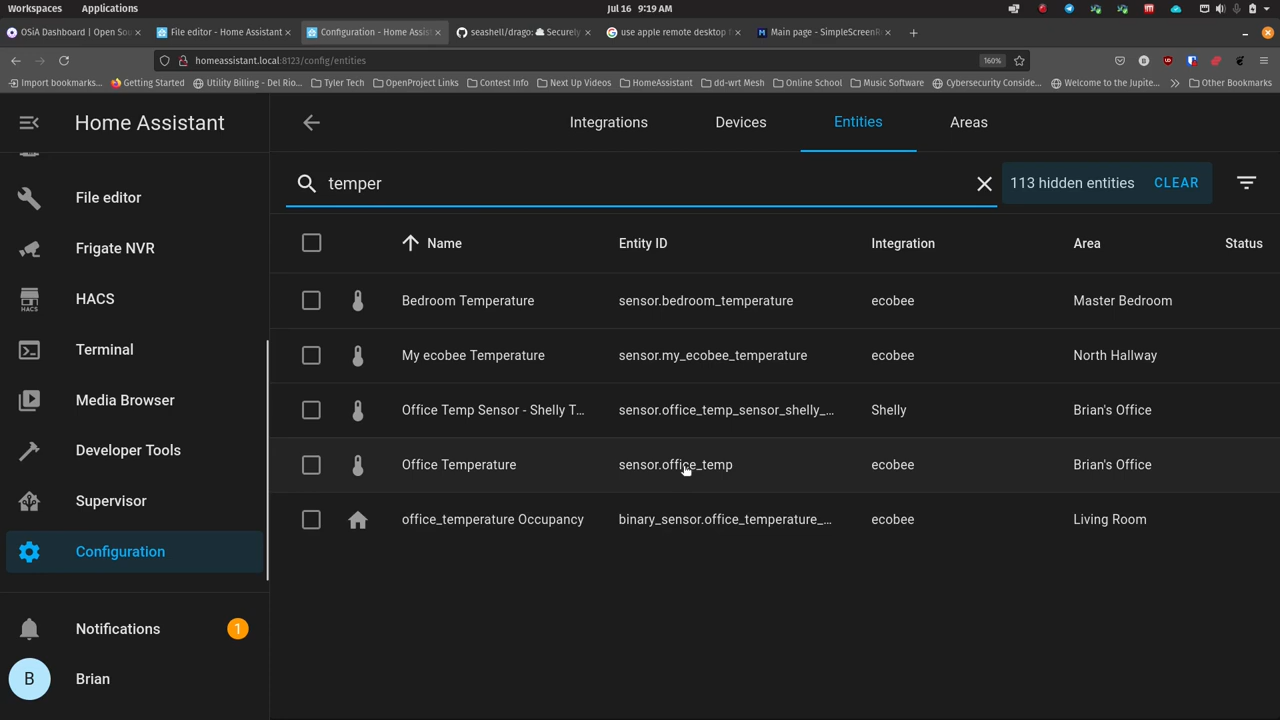 Workspaces Applications Jul 16 9:19 AM
OSiA Dashboard | Open Sou File editor - Home Assistant Configuration - Home Assist seashell/drago: Securely use apple remote desktop f Main page - SimpleScreenR
homeassistant.local:8123/config/entities 160%
Import bookmarks... Getting Started Utility Billing - Del Rio... Tyler Tech OpenProject Links Contest Info Next Up Videos HomeAssistant dd-wrt Mesh Online School Music Software Cybersecurity Conside... Welcome to the Jupite... Other Bookmarks
Home Assistant
Integrations Devices Entities Areas
temper 113 hidden entities CLEAR
File editor
Frigate NVR
HACS
HACS
Terminal
Media Browser
Developer Tools
Supervisor
Configuration
Notifications 1
B Brian
Name Entity ID Integration Area Status
Bedroom Temperature sensor.bedroom_temperature ecobee Master Bedroom
My ecobee Temperature sensor.my_ecobee_temperature ecobee North Hallway
Office Temp Sensor - Shelly T... sensor.office_temp_sensor_shelly_... Shelly Brian's Office
Office Temperature sensor.office_temp ecobee Brian's Office
office_temperature Occupancy binary_sensor.office_temperature_... ecobee Living Room